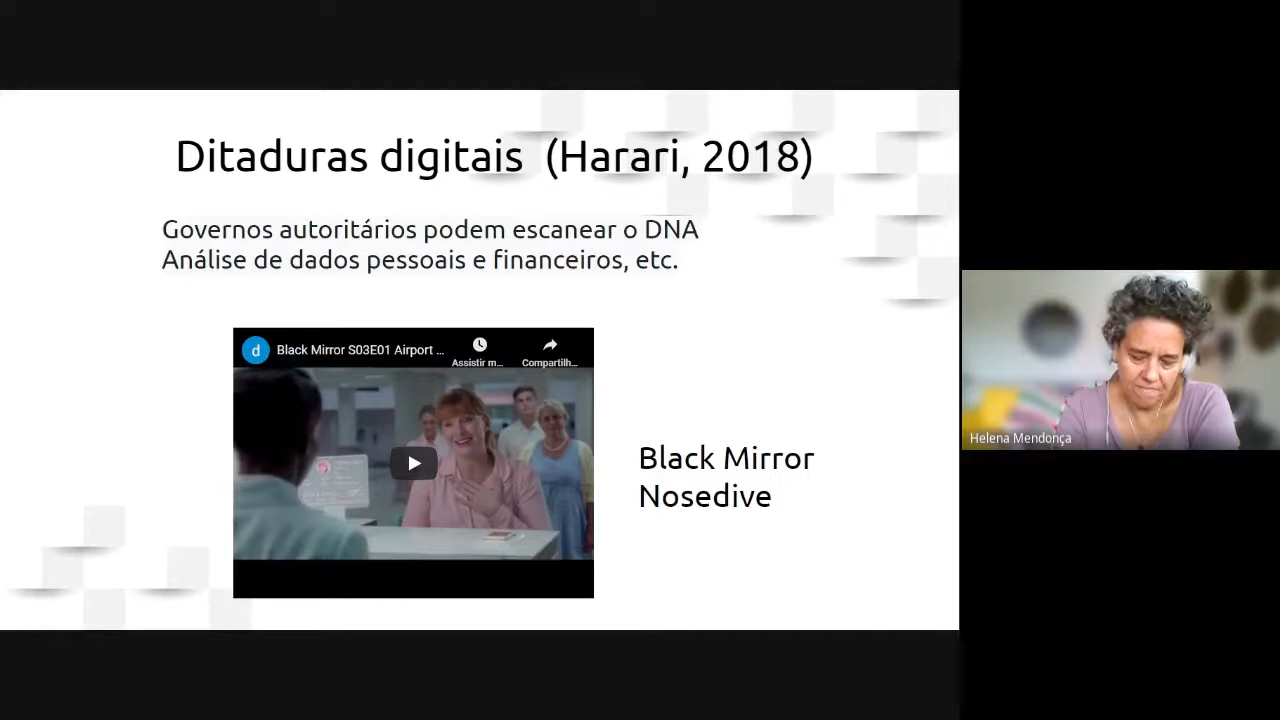 Ditaduras digitais (Harari, 2018)
Governos autoritários podem escanear o DNA
Análise de dados pessoais e financeiros, etc.
d
Black Mirror S03E01 Airport ...
Assistir m...
Compartilh...
Black Mirror
Nosedive
Helena Mendonça